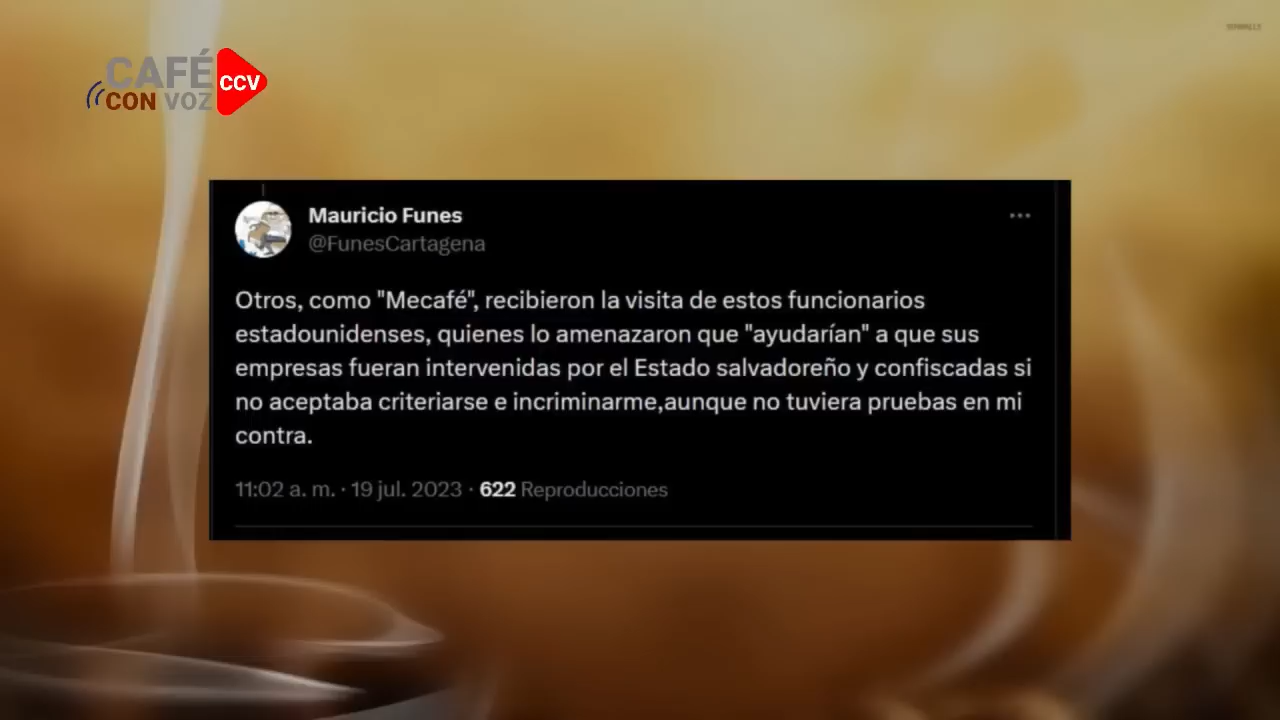 CAFÉ
CON VOZ
CCV
Mauricio Funes
@FunesCartagena
Otros, como "Mecafé", recibieron la visita de estos funcionarios
estadounidenses, quienes lo amenazaron que "ayudarían" a que sus
empresas fueran intervenidas por el Estado salvadoreño y confiscadas si
no aceptaba criteriarse e incriminarme,aunque no tuviera pruebas en mi
contra.
11:02 a. m. · 19 jul. 2023 · 622 Reproducciones